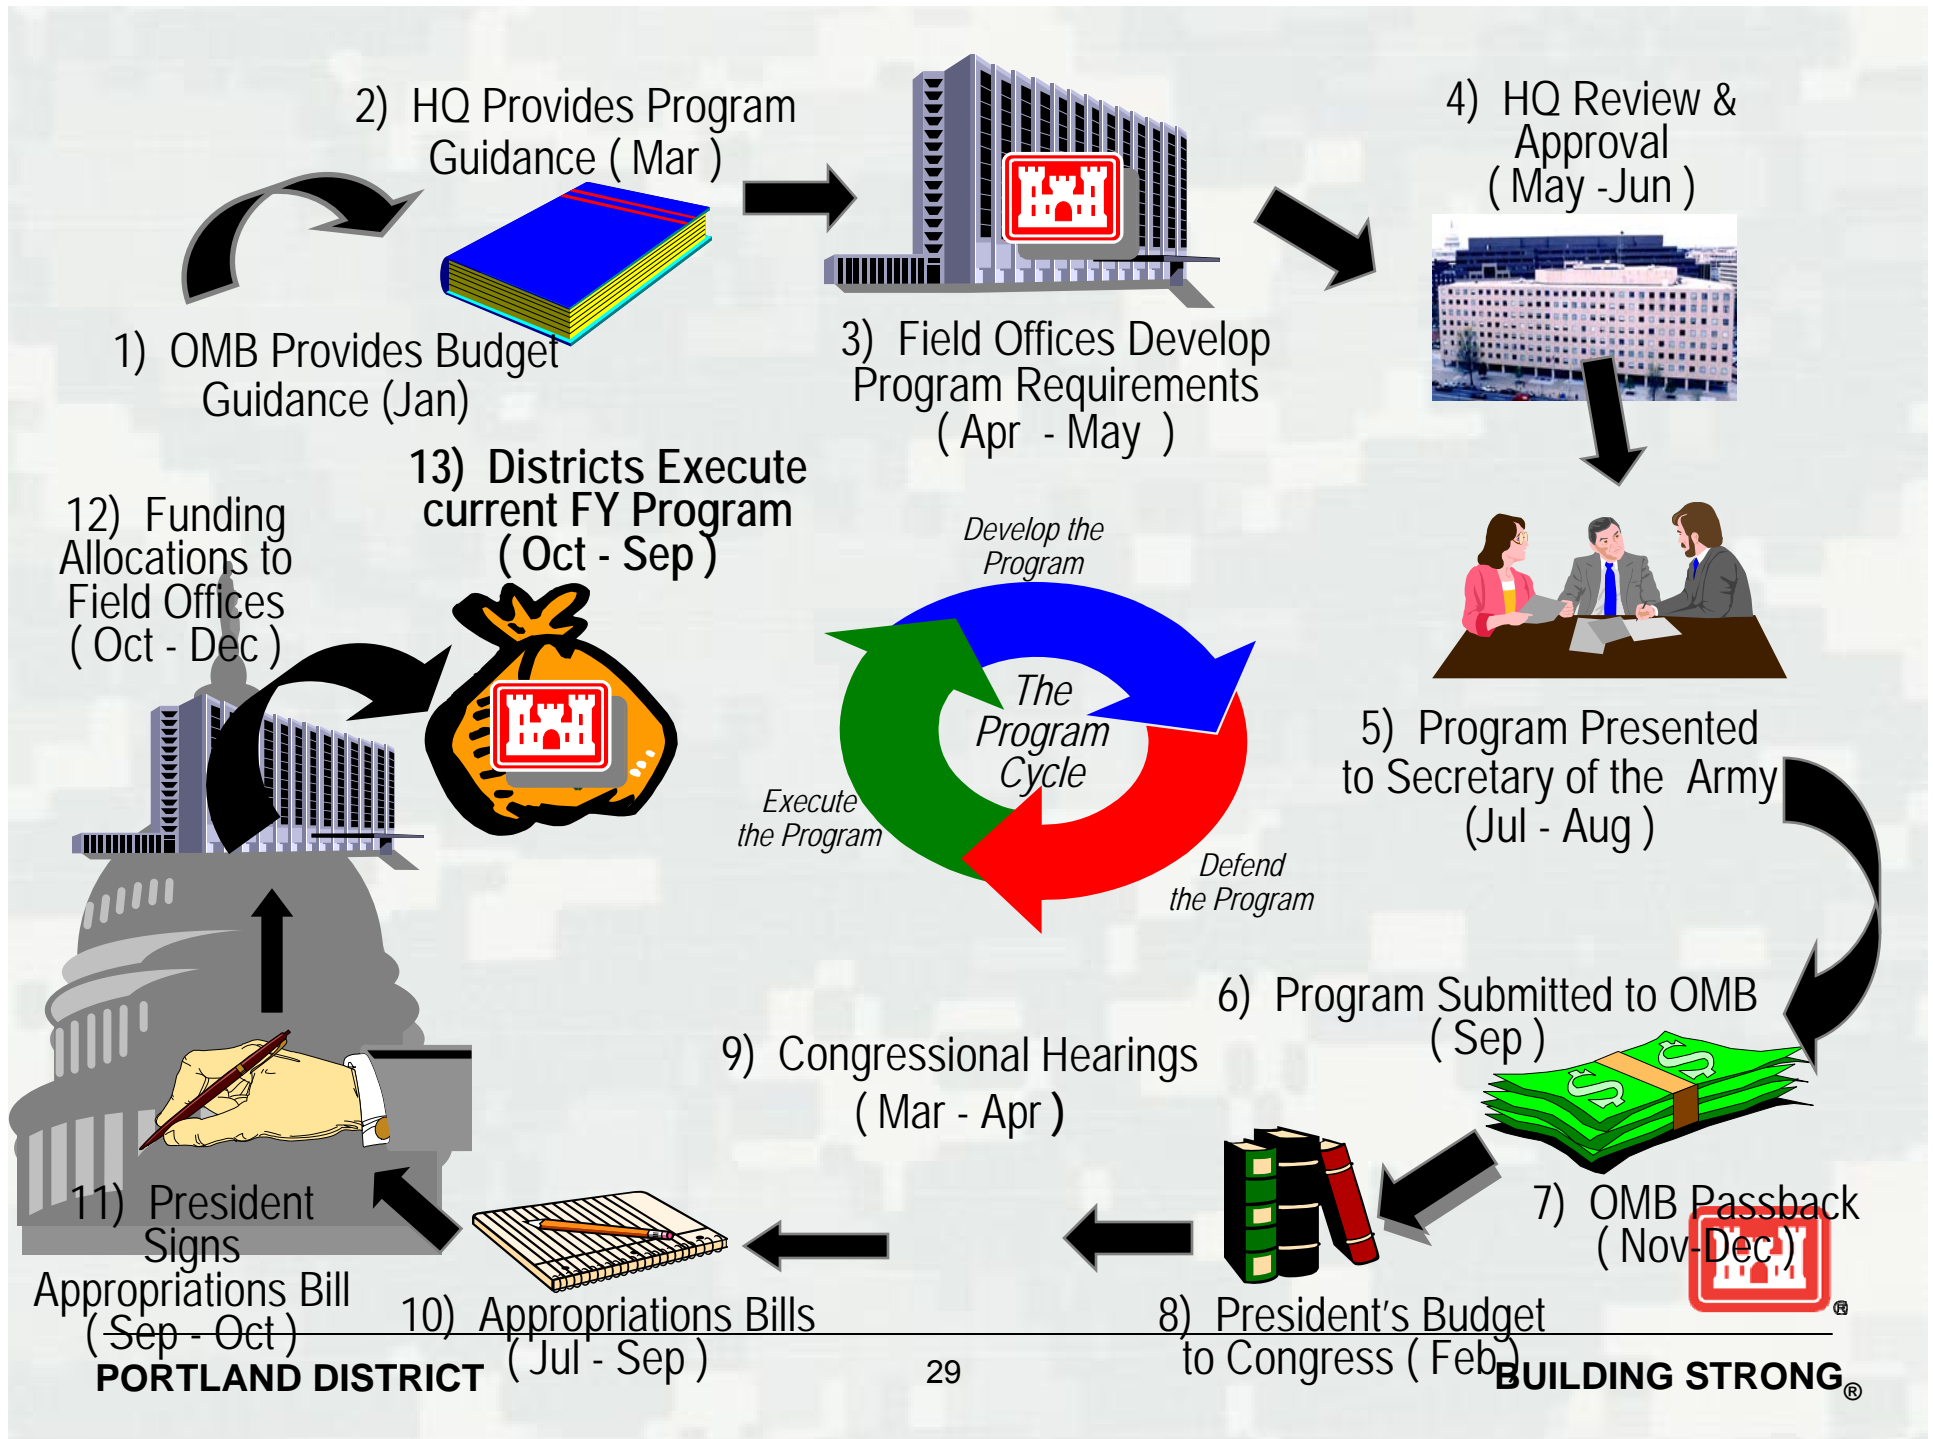 2) HQ Provides Program
Guidance ( Mar )
4) HQ Review &
Approval
( May -Jun )
1) OMB Provides Budget
Guidance (Jan)
3) Field Offices Develop
Program Requirements
( Apr - May )
13) Districts Execute
current FY Program
( Oct - Sep )
12) Funding
Allocations to
Field Offices
( Oct - Dec )
Develop the
Program
The
Program
Cycle
Execute
the Program
Defend
the Program
5) Program Presented
to Secretary of the Army
(Jul - Aug )
6) Program Submitted to OMB
( Sep )
9) Congressional Hearings
( Mar - Apr )
7) OMB Passback
( Nov-Dec )
11) President
Signs
Appropriations Bill
( Sep - Oct )
10) Appropriations Bills
( Jul - Sep )
8) President's Budget
to Congress ( Feb )
$ $
®
PORTLAND DISTRICT
29
BUILDING STRONG®